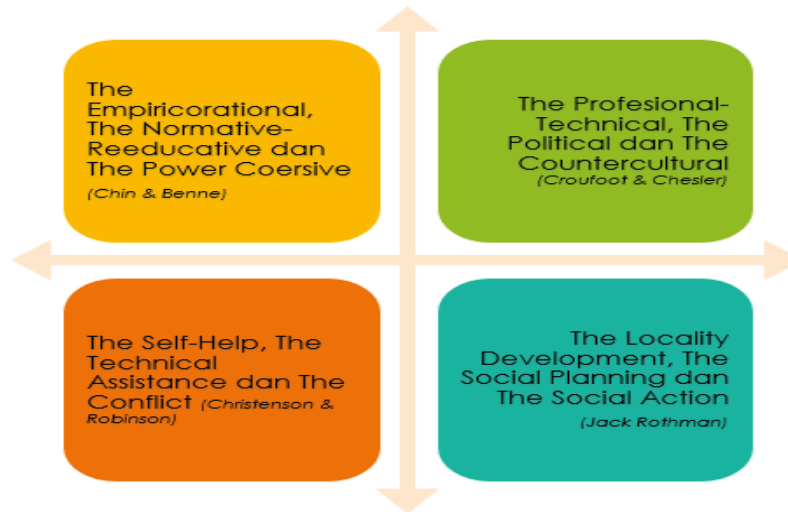 The
Empiricorational,
The Normative-
Reeducative dan
The Power Coersive
(Chin & Benne)
The Profesional-
Technical, The
Political dan The
Countercultural
(Croufoot & Chesler)
The Self-Help, The
Technical
Assistance dan The
Conflict (Christenson &
Robinson)
The Locality
Development, The
Social Planning dan
The Social Action
(Jack Rothman)